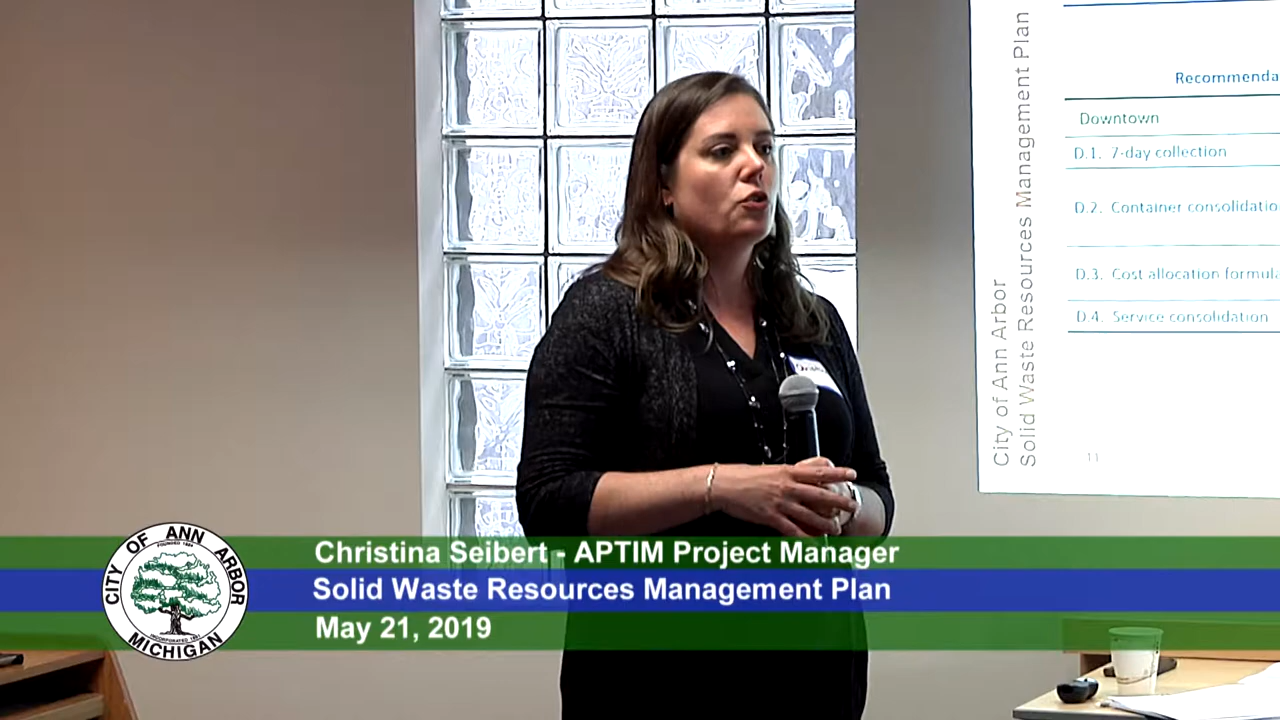 City of Ann Arbor
Solid Waste Resources Management Plan
Recommenda
Downtown
D.1. 7-day collection
D.2. Container consolidatio
D.3. Cost allocation formul
D.4. Service consolidation
11
CITY OF ANN ARBOR
MICHIGAN
Christina Seibert - APTIM Project Manager
Solid Waste Resources Management Plan
May 21, 2019